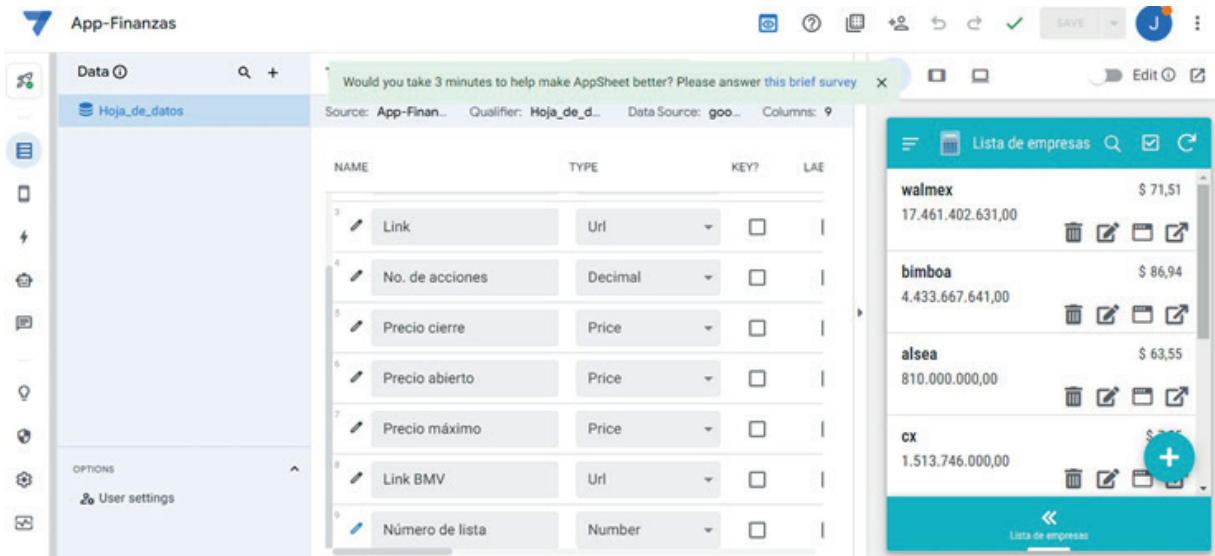 App-Finanzas
SAVE
J
Data
Would you take 3 minutes to help make AppSheet better? Please answer this brief survey
Edit
Hoja_de_datos
Source: App-Finan... Qualifier: Hoja_de_d... Data Source: goo... Columns: 9
NAME TYPE KEY? LAB
3 Link Url
4 No. de acciones Decimal
5 Precio cierre Price
6 Precio abierto Price
7 Precio máximo Price
8 Link BMV Url
9 Número de lista Number
OPTIONS
User settings
Lista de empresas
walmex $ 71,51
17.461.402.631,00
bimboa $ 86,94
4.433.667.641,00
alsea $ 63,55
810.000.000,00
cx $
1.513.746.000,00
Lista de empresas